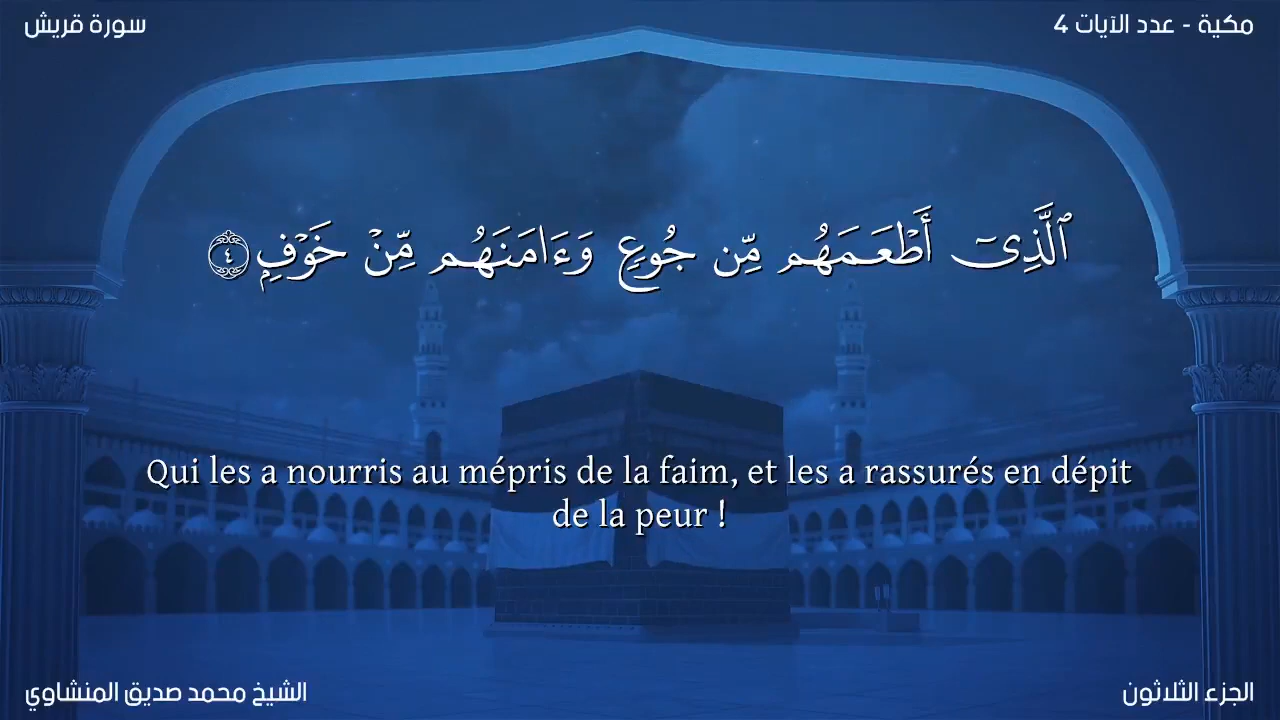 سورة قريش
مكية - عدد الآيات 4
ٱلَّذِىٓ أَطْعَمَهُم مِّن جُوعٍ وَءَامَنَهُم مِّنْ خَوْفٍۭ ٤
Qui les a nourris au mépris de la faim, et les a rassurés en dépit
de la peur !
الشيخ محمد صديق المنشاوي
الجزء الثلاثون